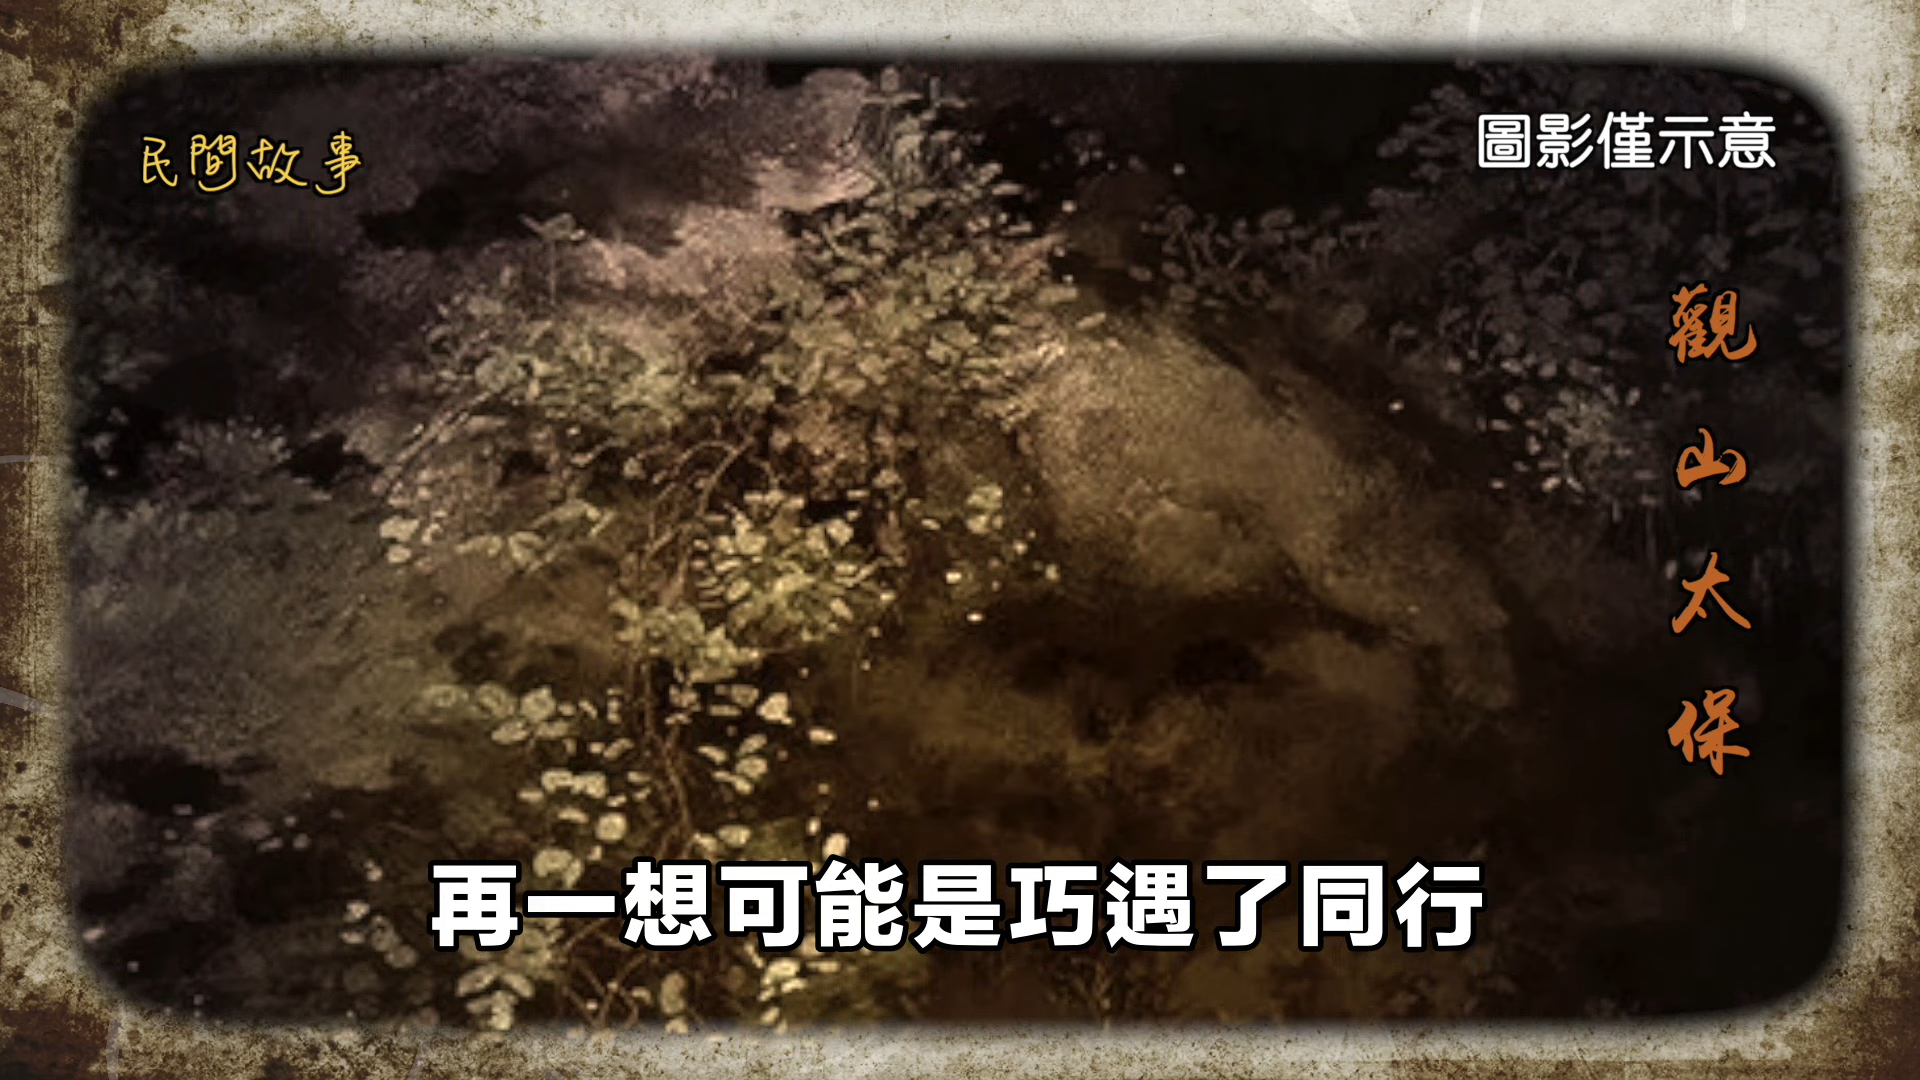 民間故事
圖影僅示意
觀山太保
再一想可能是巧遇了同行